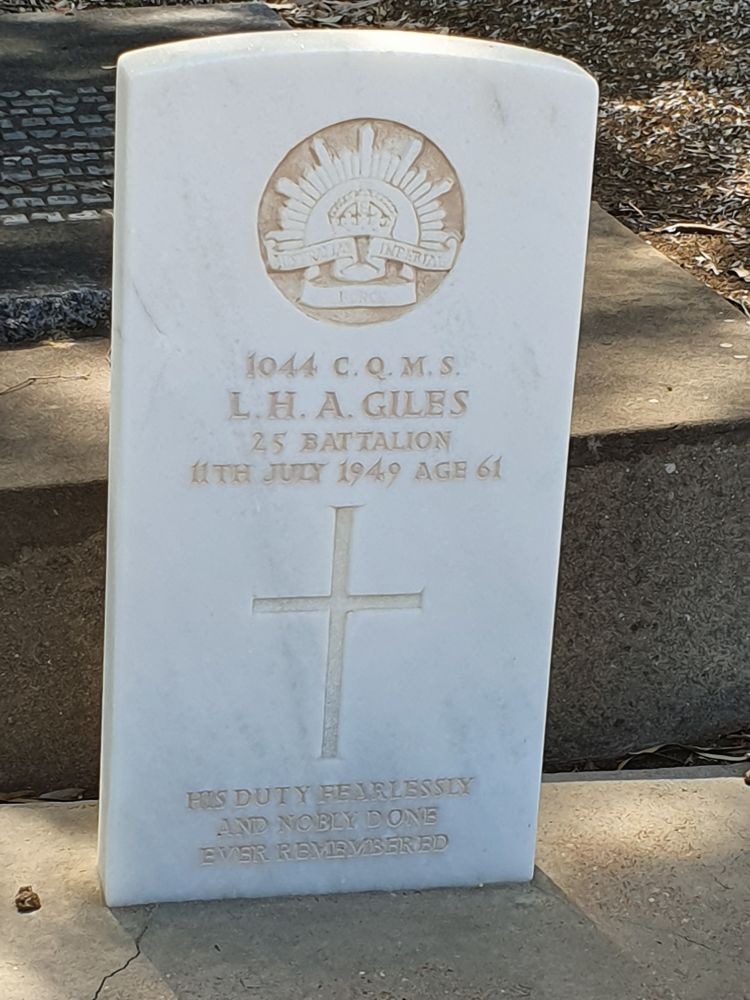 AUSTRALIAN IMPERIAL
FORCE
1044 C.Q.M.S.
L.H.A. GILES
25 BATTALION
11TH JULY 1949 AGE 61
HIS DUTY FEARLESSLY
AND NOBLY DONE
EVER REMEMBERED